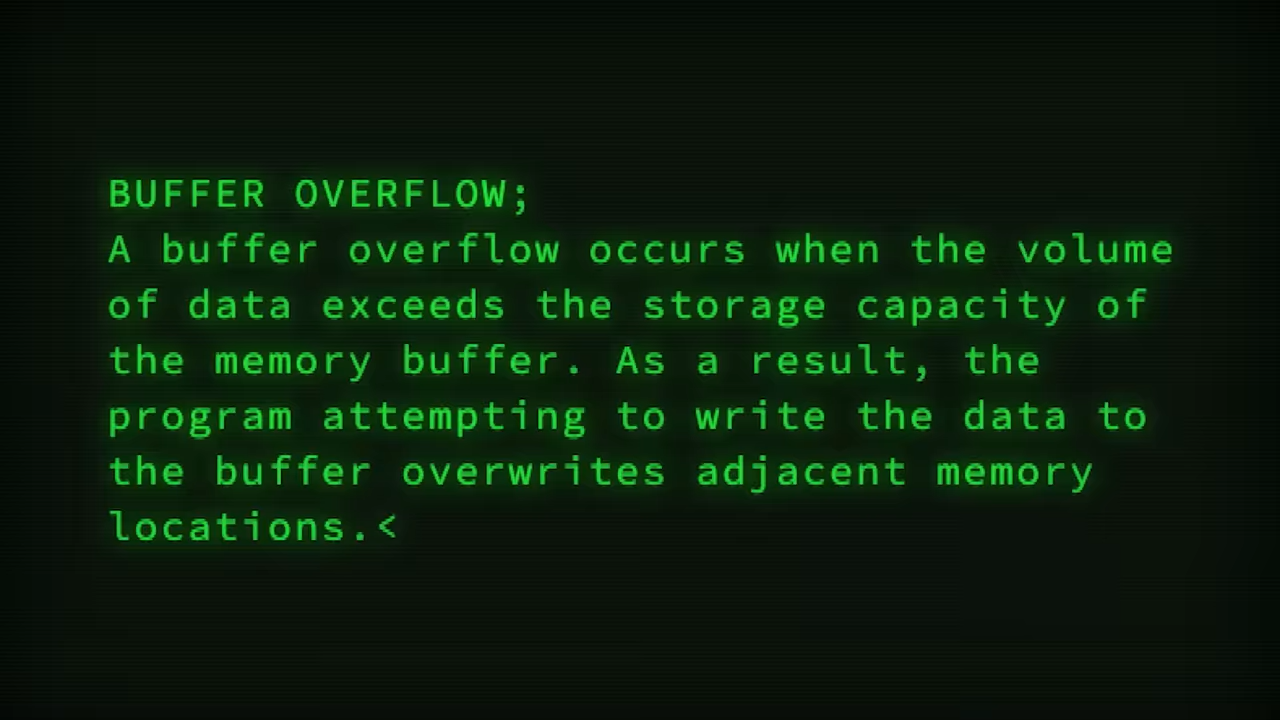 BUFFER OVERFLOW;
A buffer overflow occurs when the volume
of data exceeds the storage capacity of
the memory buffer. As a result, the
program attempting to write the data to
the buffer overwrites adjacent memory
locations.<